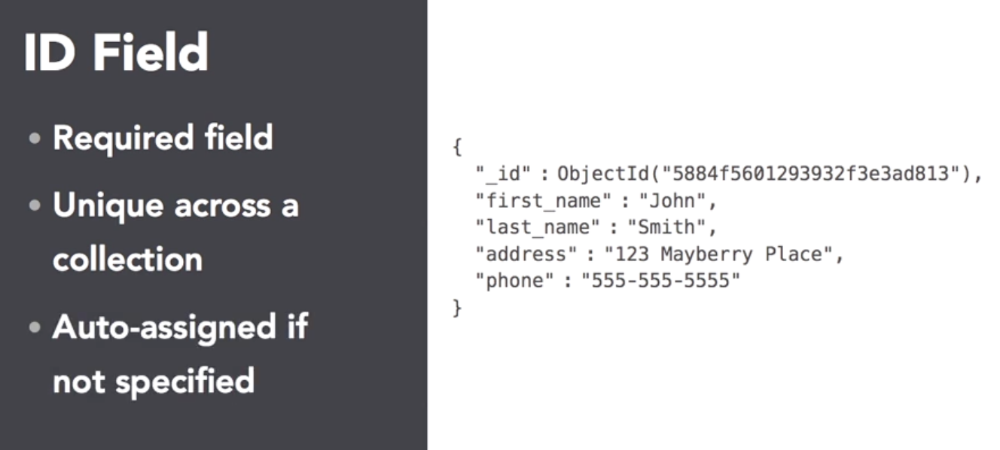 ID Field
• Required field
• Unique across a
collection
• Auto-assigned if
not specified
{
"_id" : ObjectId("5884f5601293932f3e3ad813"),
"first_name" : "John",
"last_name" : "Smith",
"address" : "123 Mayberry Place",
"phone" : "555-555-5555"
}